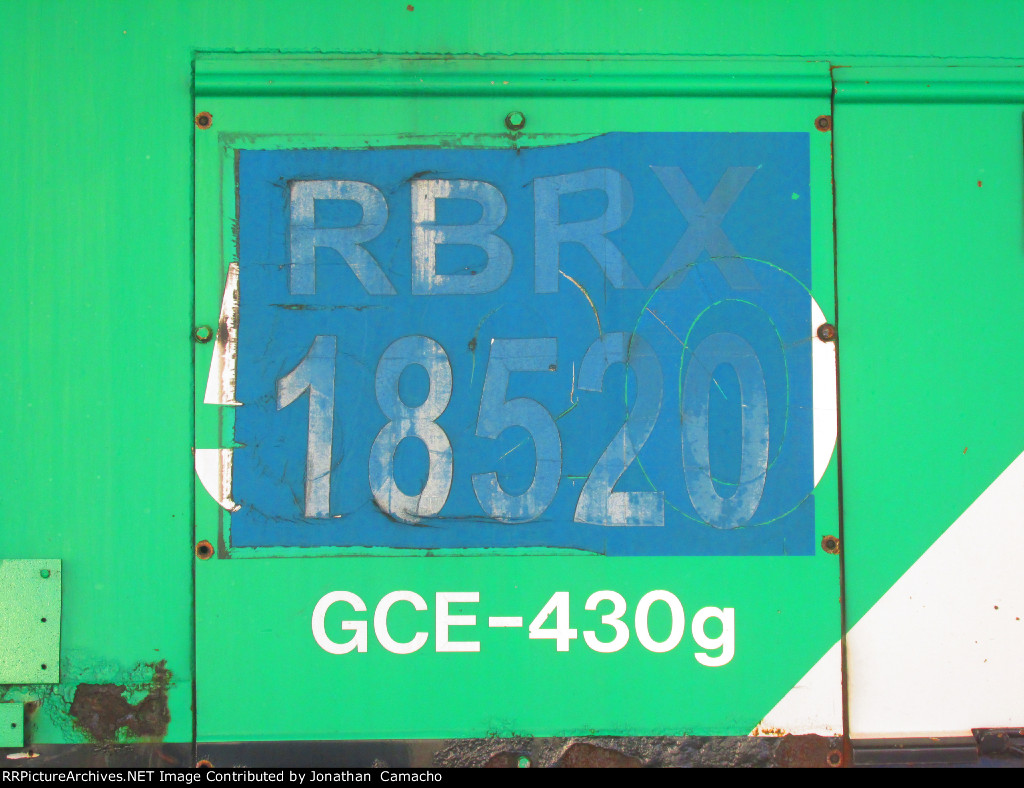 RBRX
18520
GCE-430g
RRPictureArchives.NET Image Contributed by Jonathan Camacho